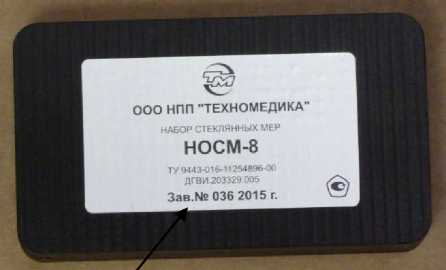 ТМ
ООО НПП "ТЕХНОМЕДИКА"
НАБОР СТЕКЛЯННЫХ МЕР
НОСМ-8
ТУ 9443-016-11254896-00
ДГВИ.203329.005
Зав.№ 036 2015 г.